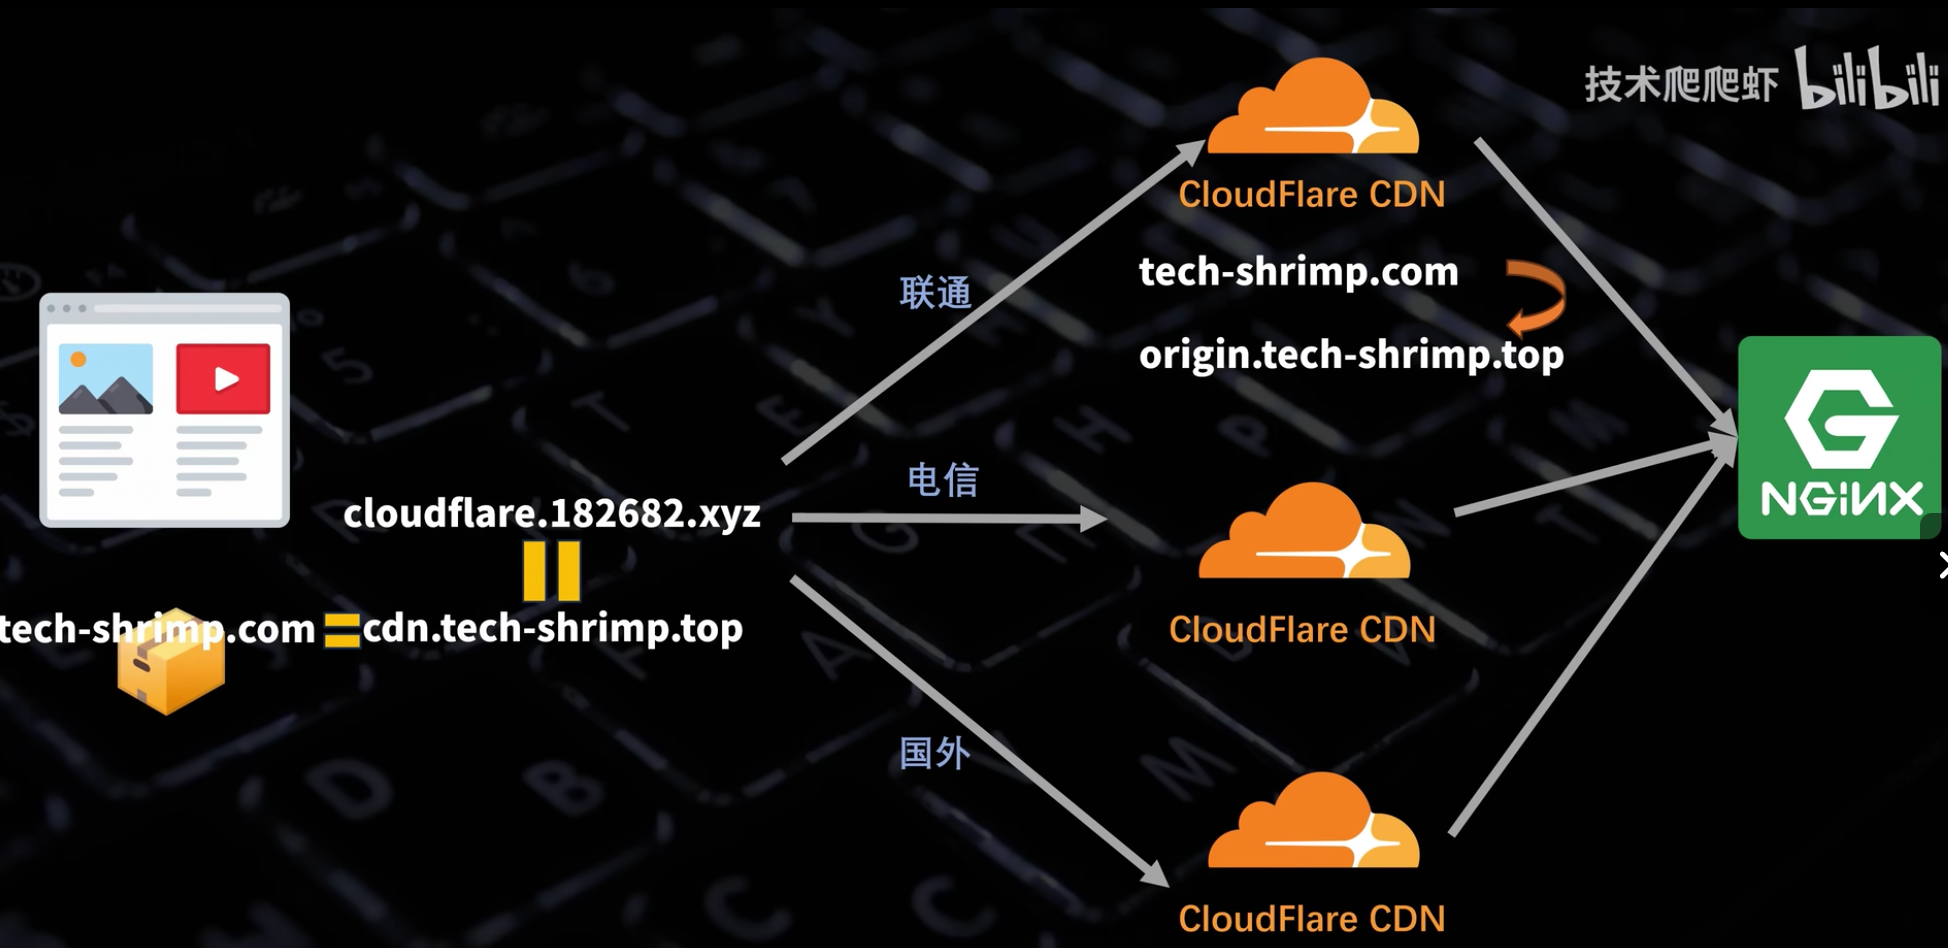 技术爬爬虾 bilibili
CloudFlare CDN
tech-shrimp.com
origin.tech-shrimp.top
联通
电信
国外
cloudflare.182682.xyz
tech-shrimp.com
cdn.tech-shrimp.top
CloudFlare CDN
CloudFlare CDN
NGINX